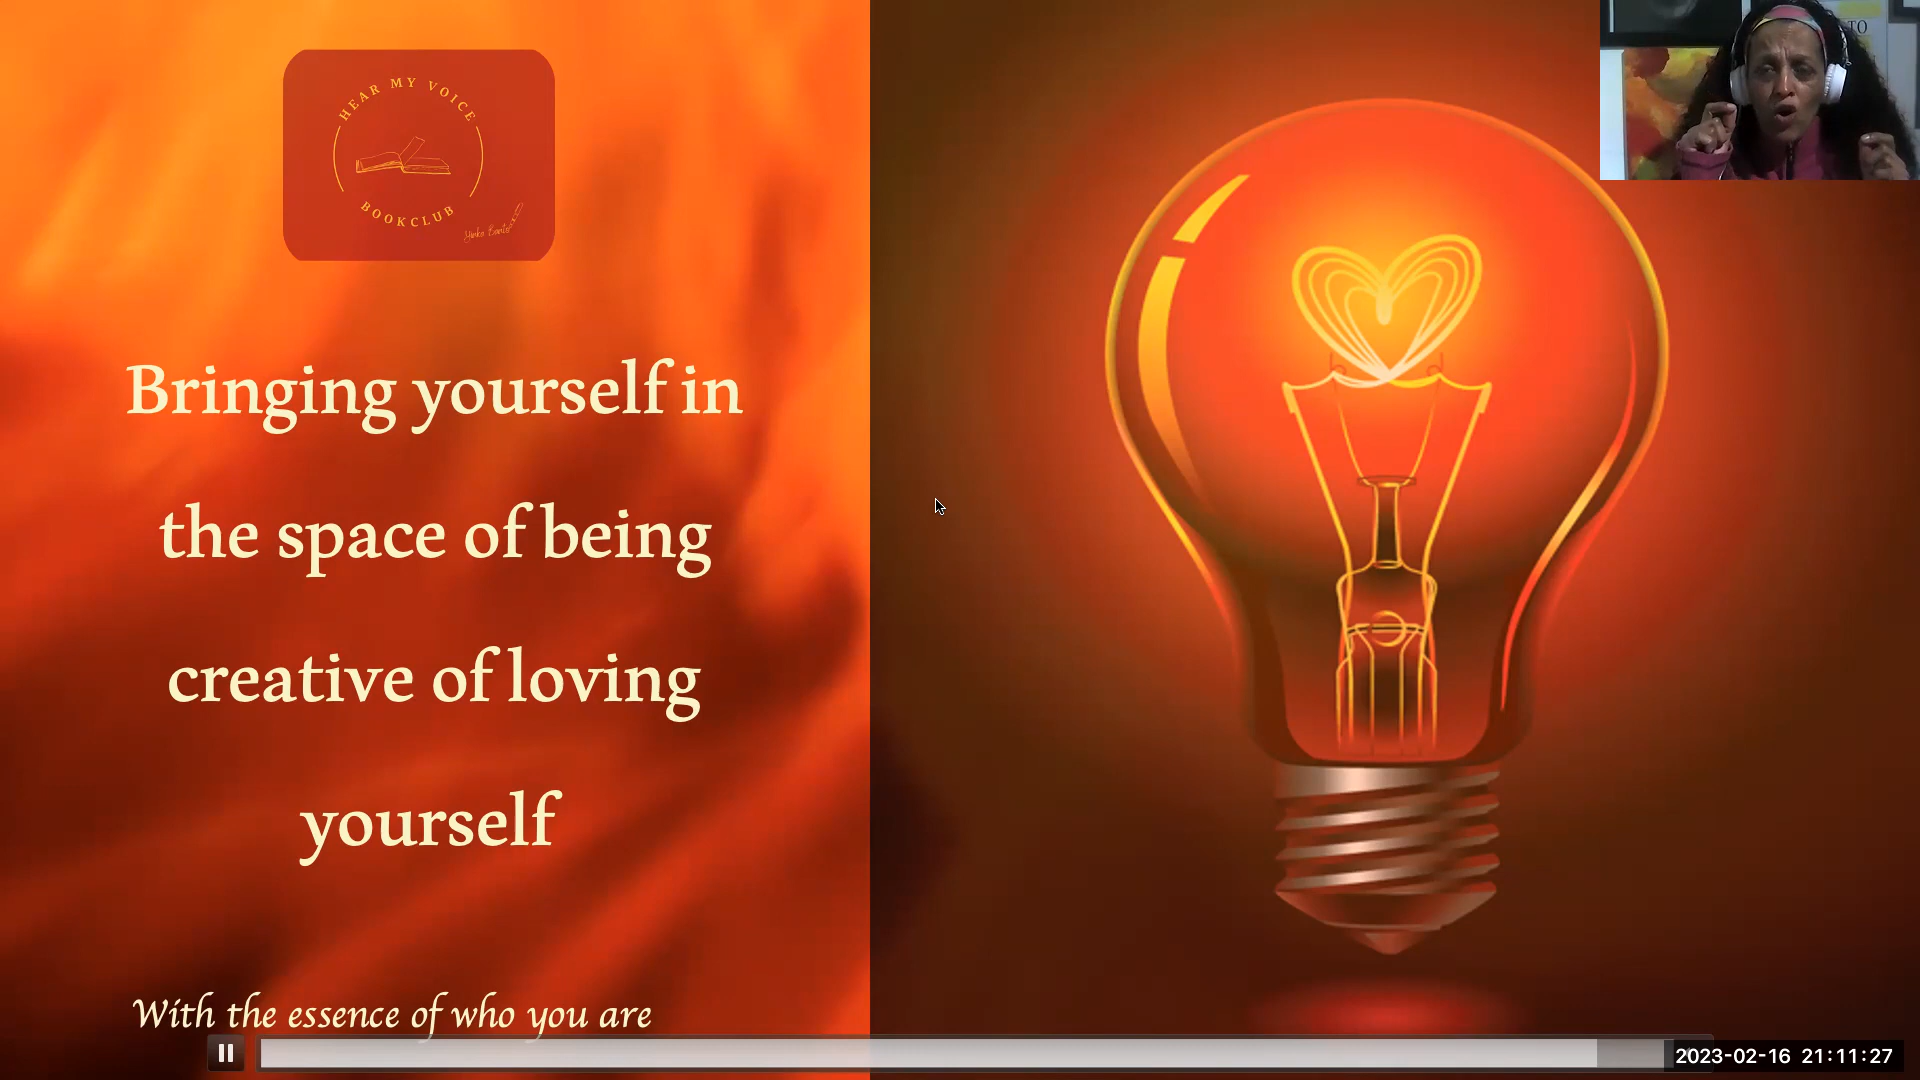 HEAR MY VOICE
BOOKCLUB
Bringing yourself in
the space of being
creative of loving
yourself
With the essence of who you are
TO
2023-02-16 21:11:27